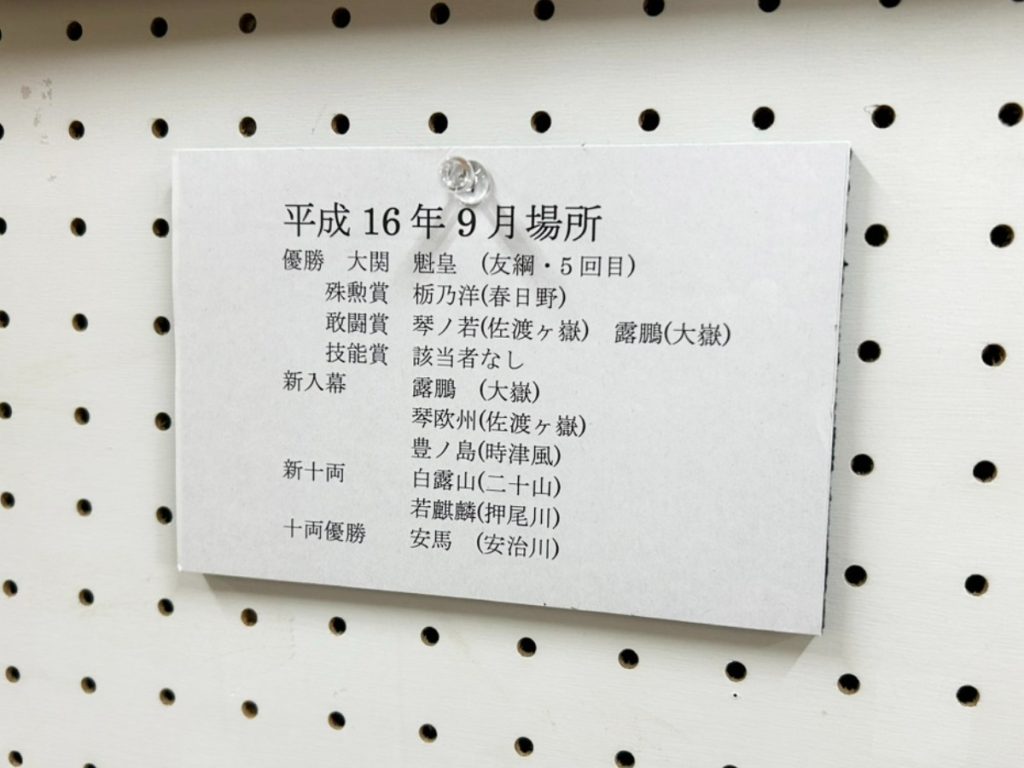 平成 16 年 9 月場所
優勝　大関　魁皇　(友綱・5 回目)
殊勲賞　栃乃洋(春日野)
敢闘賞　琴ノ若(佐渡ヶ嶽)　露鵬(大嶽)
技能賞　該当者なし
新入幕　露鵬　(大嶽)
琴欧州(佐渡ヶ嶽)
豊ノ島(時津風)
新十両　白露山(二十山)
若麒麟(押尾川)
十両優勝　安馬　(安治川)